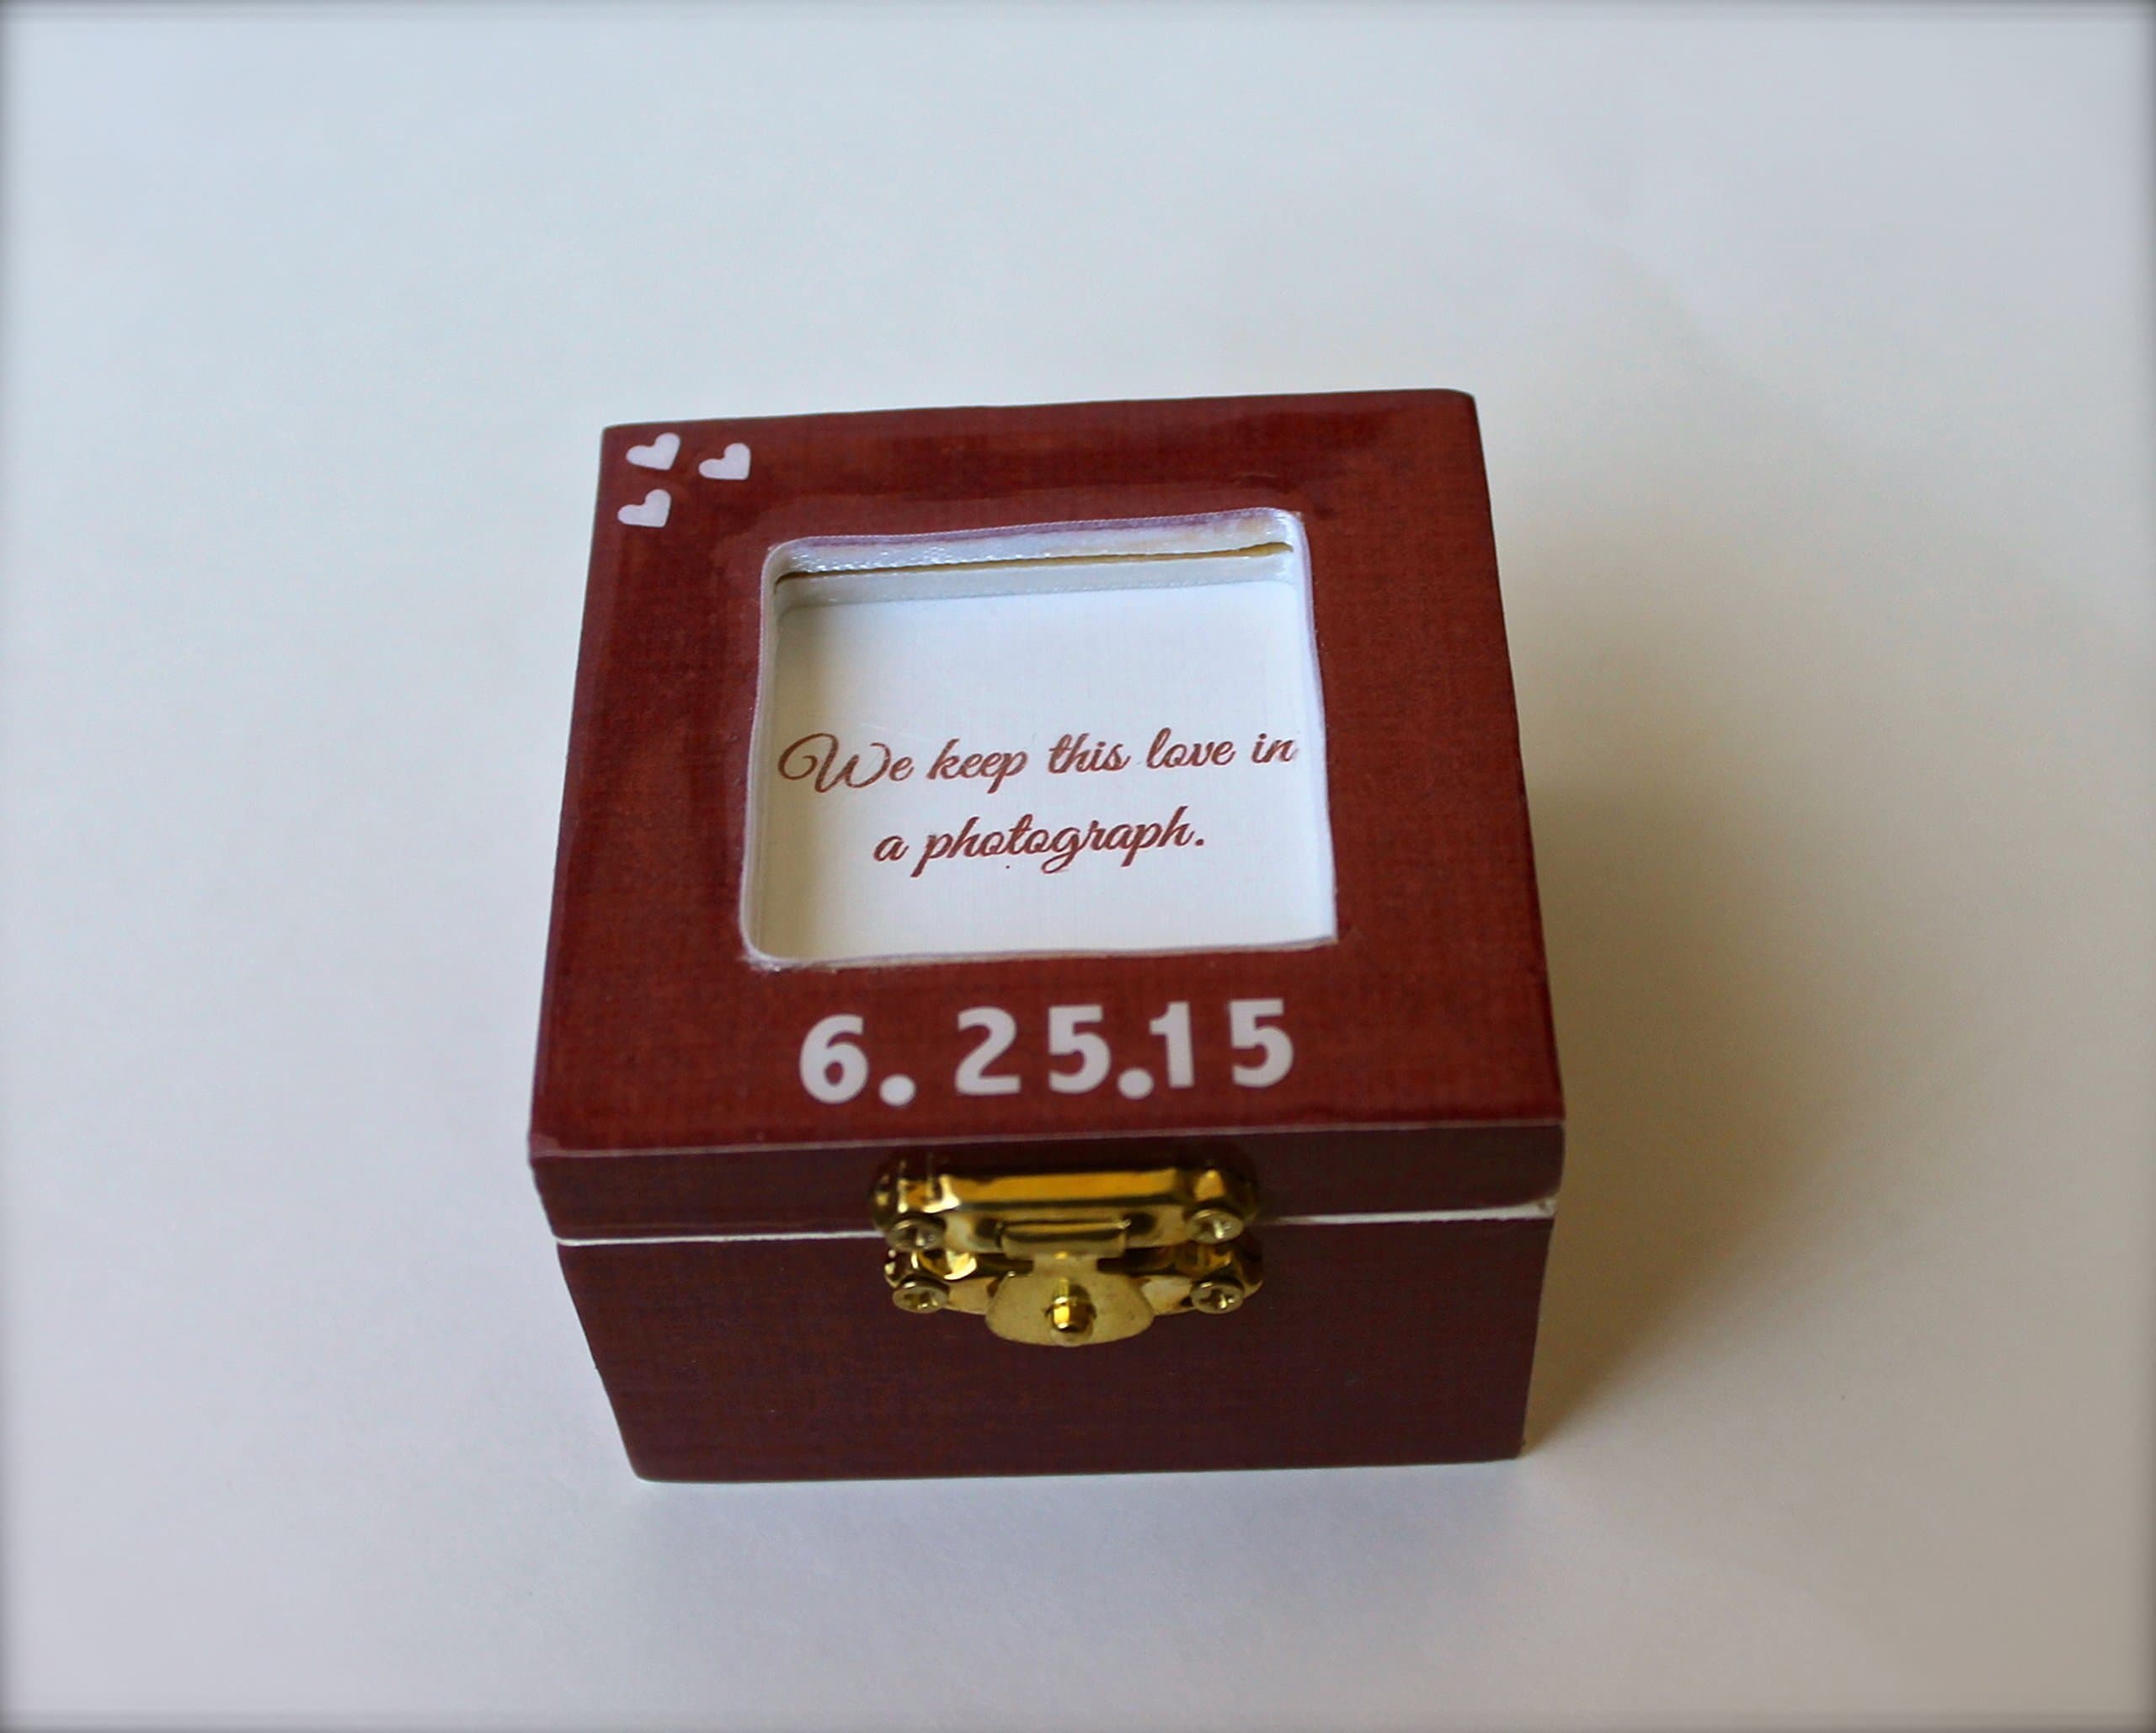 We keep this love in
a photograph.
6.25.15